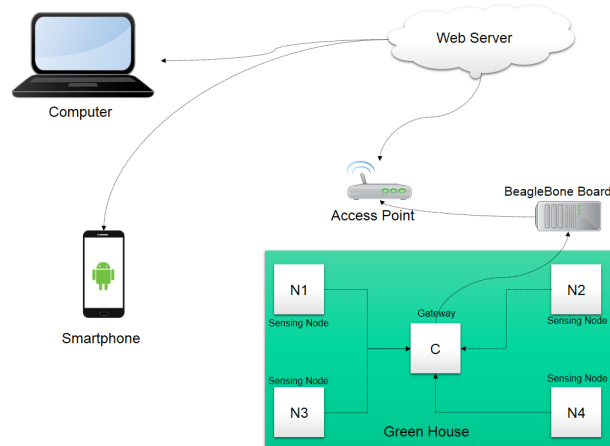 Web Server
Computer
BeagleBone Board
Access Point
N1
N2
Sensing Node
Gateway
Sensing Node
Smartphone
C
Sensing Node
Sensing Node
N3
N4
Green House